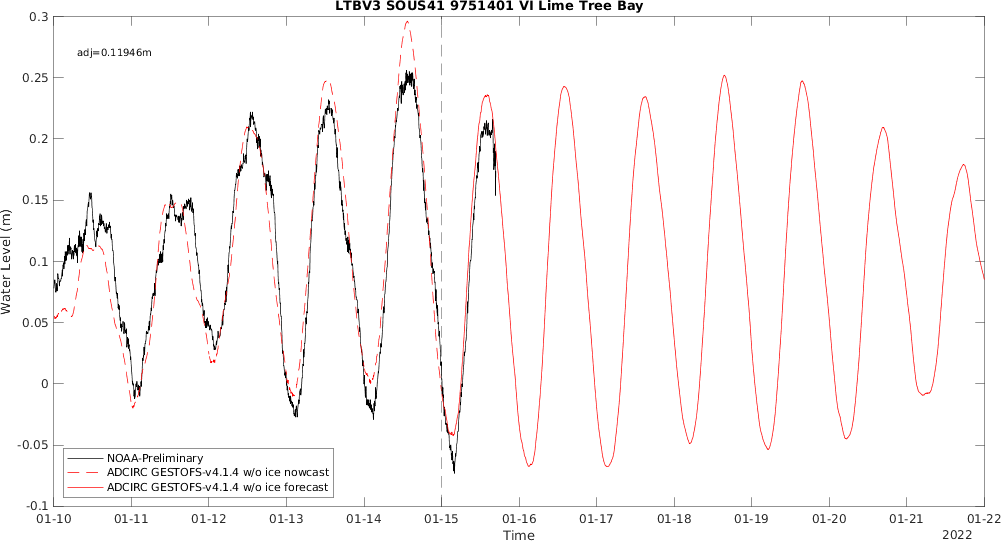 LTBV3 SOUS41 9751401 VI Lime Tree Bay
adj=0.11946m
0.3
0.25
0.2
0.15
0.1
0.05
0
-0.05
-0.1
Water Level (m)
NOAA-Preliminary
ADCIRC GESTOFS-v4.1.4 w/o ice nowcast
ADCIRC GESTOFS-v4.1.4 w/o ice forecast
01-10 01-11 01-12 01-13 01-14 01-15 01-16 01-17 01-18 01-19 01-20 01-21 01-22
Time
2022